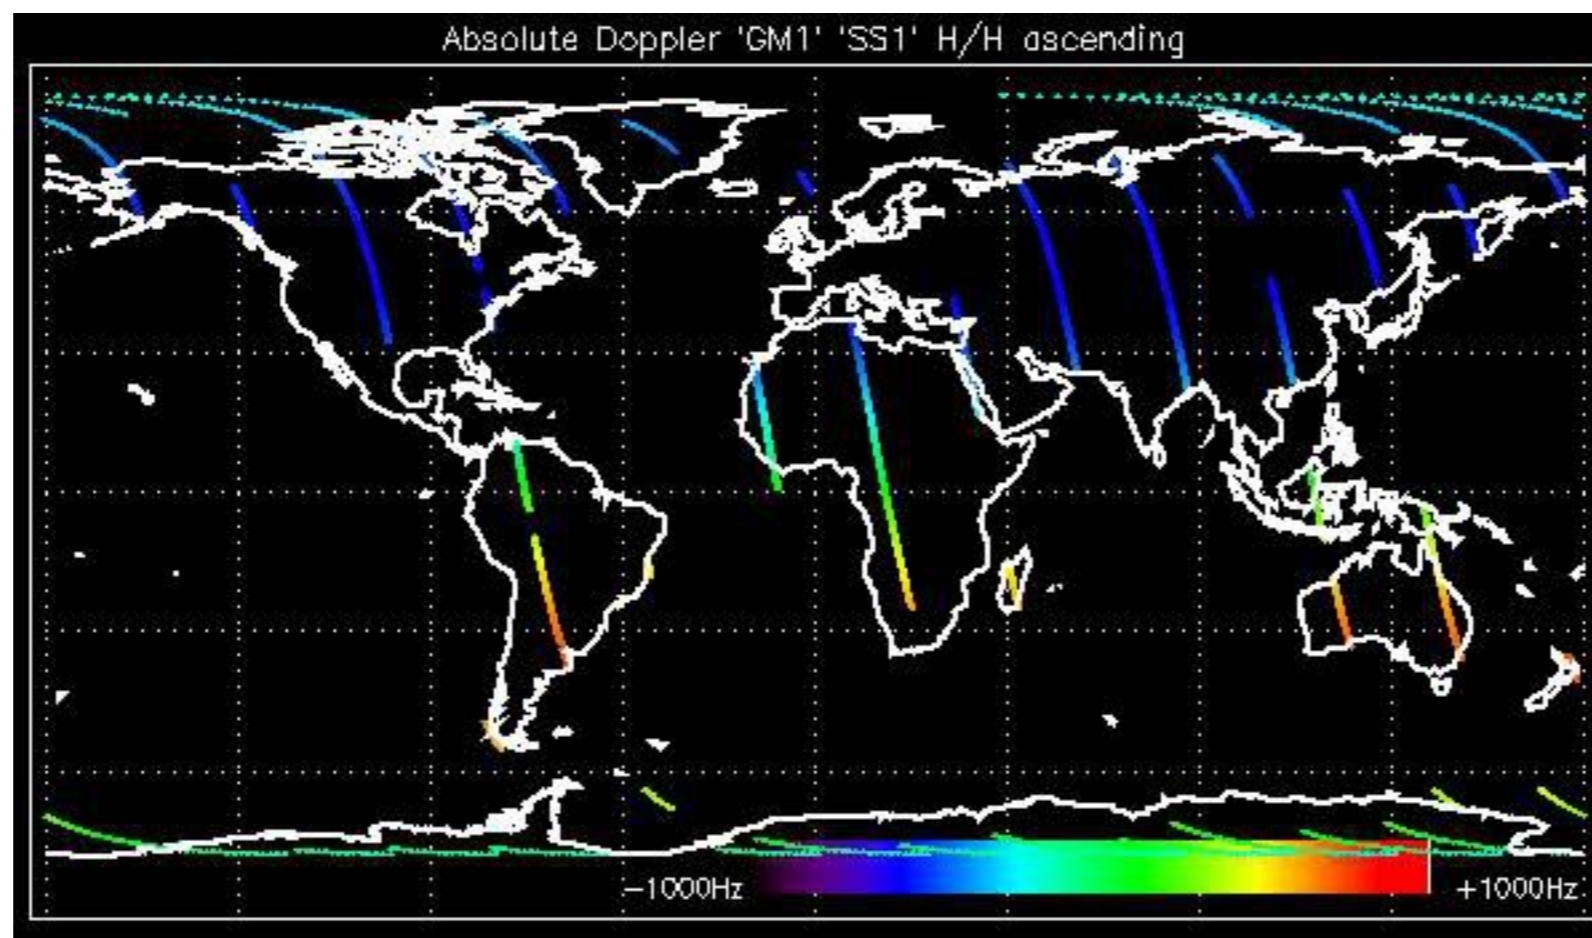 Absolute Doppler 'GM1' 'SS1' H/H ascending
−1000Hz
+1000Hz